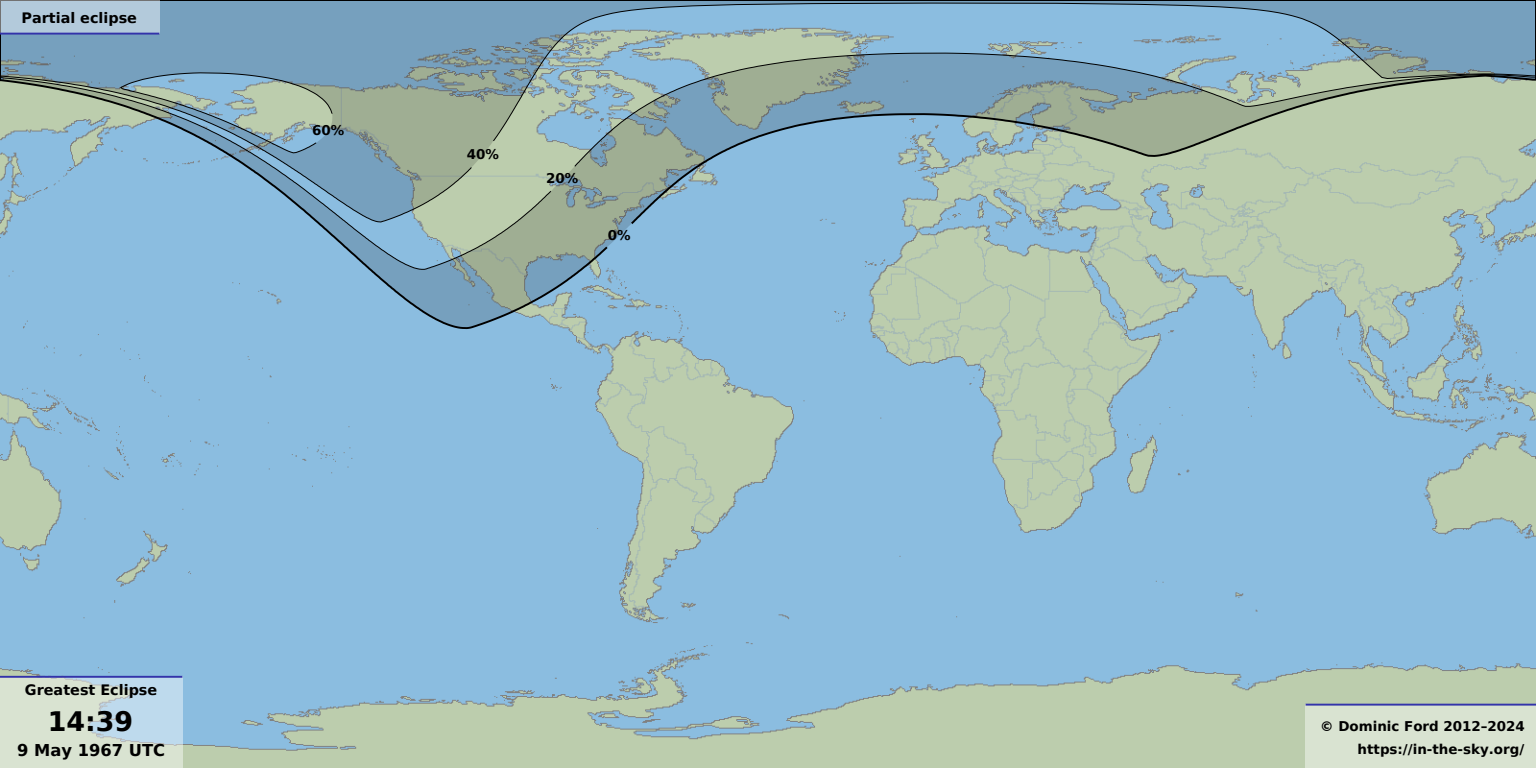 Partial eclipse
60%
40%
20%
0%
Greatest Eclipse
14:39
9 May 1967 UTC
© Dominic Ford 2012–2024
https://in-the-sky.org/